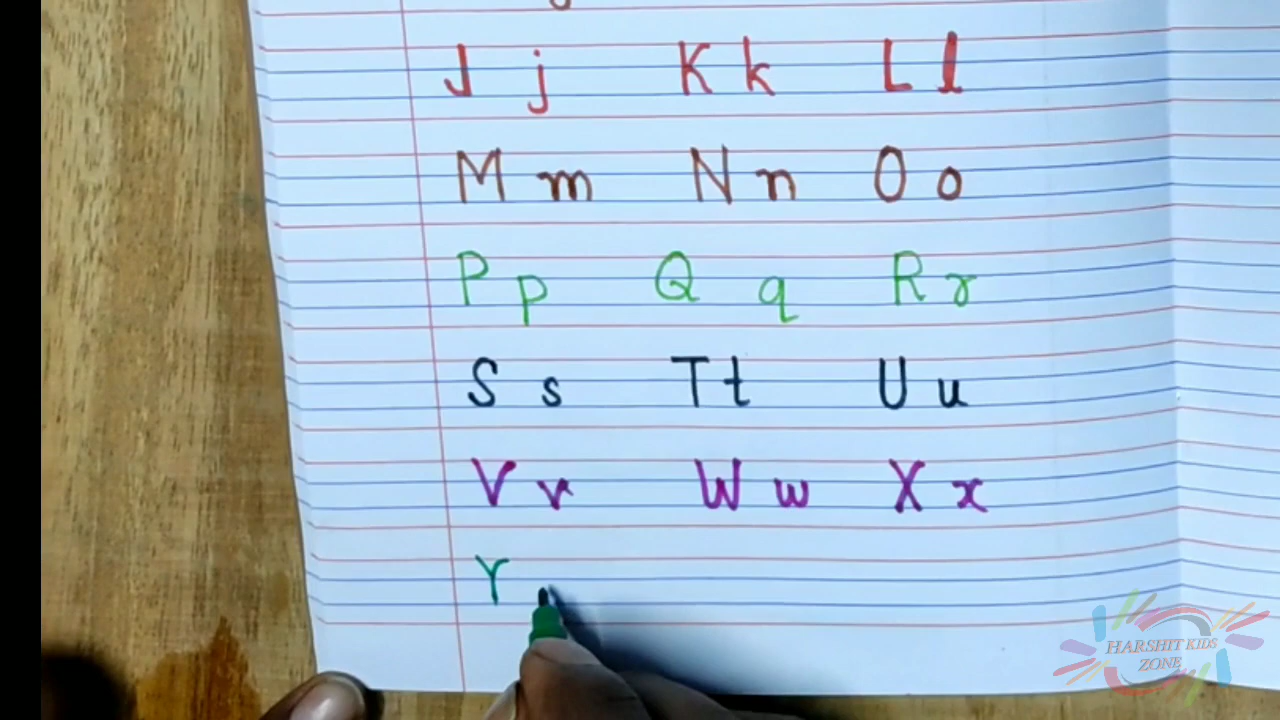 J j K k L l
M m N n O o
P p Q q R r
S s T t U u
V v W w X x
Y
HARSHIT KIDS
ZONE